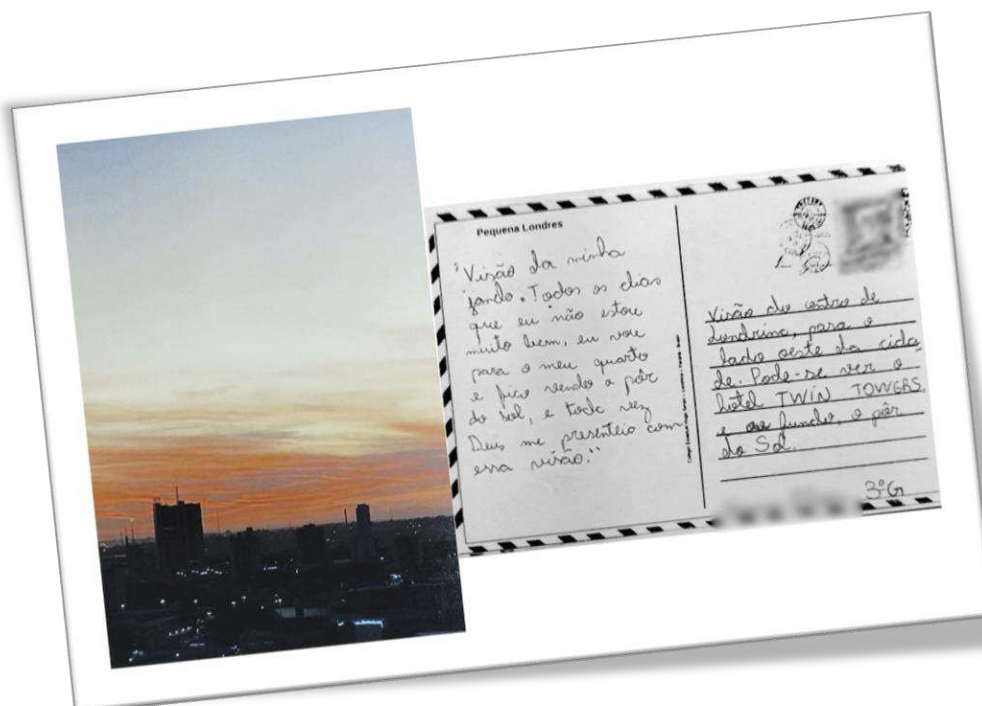 Pequena Londres
"Visão da minha
janela. Todos os dias
que eu não estou
muito bem, eu vou
para o meu quarto
e fico vendo o pôr
do sol, e toda vez
Deus me presenteia com
essa visão."
Visão do centro de
Londrina, para o
lado oeste da cida
de. Pode-se ver o
hotel TWIN TOWERS
e ao fundo, o pôr
do Sol.
3ºG